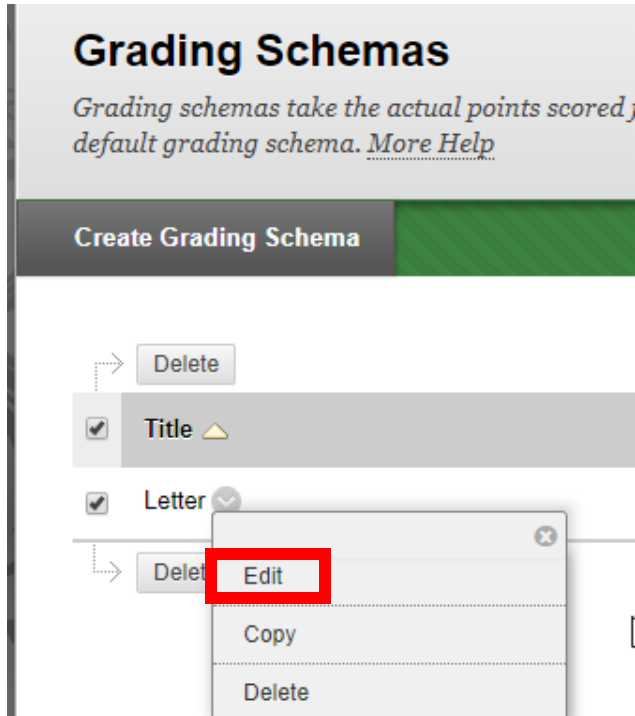 Grading Schemas
Grading schemas take the actual points scored
default grading schema. More Help
Create Grading Schema
Delete
Title
Letter
Delet
Edit
Copy
Delete